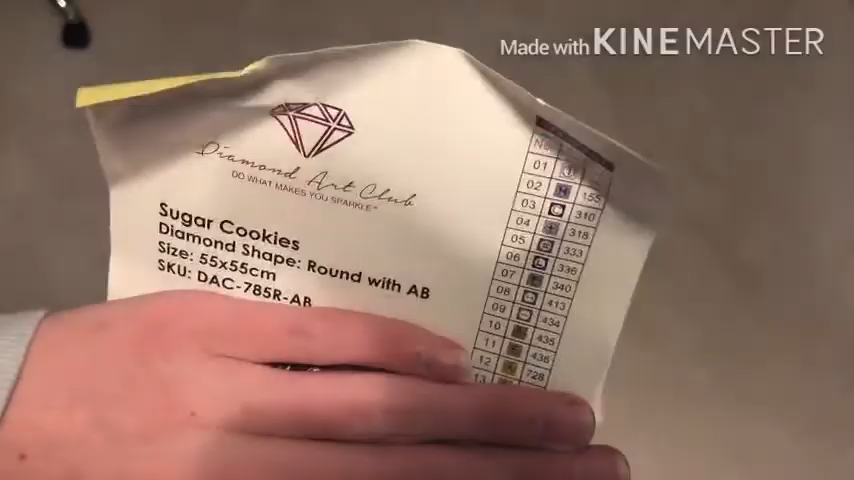 Made with KINEMASTER
Diamond Art Club
DO WHAT MAKES YOU SPARKLE™
Sugar Cookies
Diamond Shape: Round with AB
Size: 55x55cm
SKU: DAC-785R-AB
No
01
02 H 155
03 310
04 + 318
05 333
06 336
07 340
08 413
09 434
10 435
11 436
12 728
13